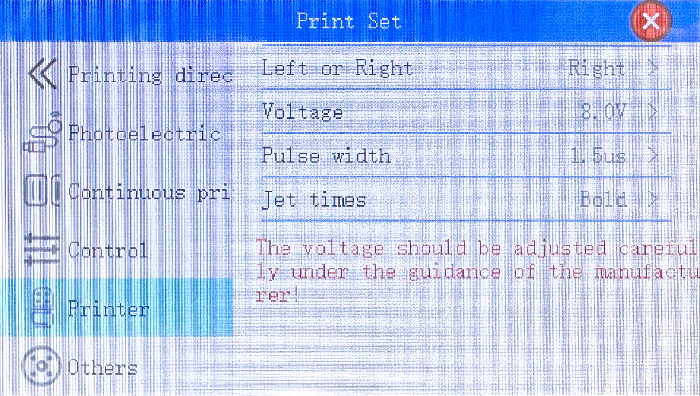 Print Set
Printing direc
Photoelectric
Continuous pri
Control
Printer
Others
Left or Right Right
Voltage 8.0V
Pulse width 1.5us
Jet times Bold
The voltage should be adjusted careful
ly under the guidance of the manufactu
rer!